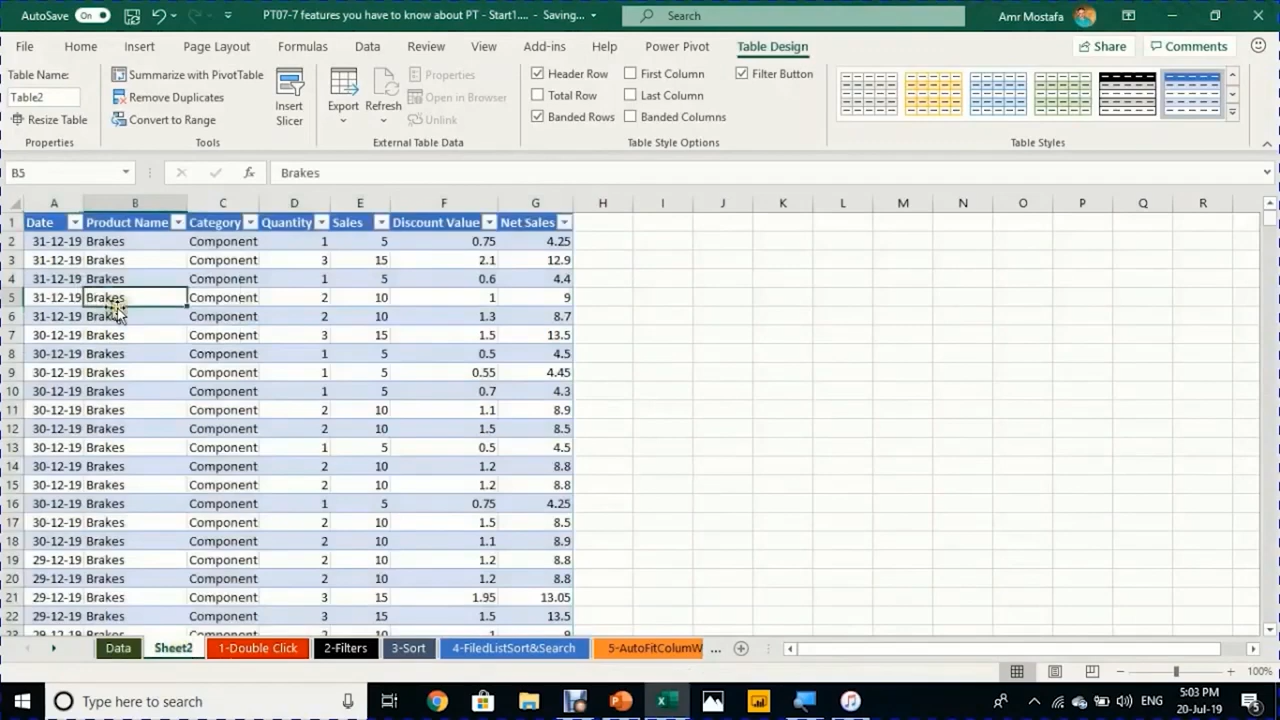 AutoSave On PT07-7 features you have to know about PT - Start1.... - Saving... Search Amr Mostafa
File Home Insert Page Layout Formulas Data Review View Add-ins Help Power Pivot Table Design Share Comments
Table Name: Summarize with PivotTable Properties Header Row First Column Filter Button
Table2 Remove Duplicates Insert Slicer Export Refresh Open in Browser Total Row Last Column
Resize Table Convert to Range Unlink Banded Rows Banded Columns
Properties Tools External Table Data Table Style Options Table Styles
B5 fx Brakes
A B C D E F G H I J K L M N O P Q R
1 Date Product Name Category Quantity Sales Discount Value Net Sales
2 31-12-19 Brakes Component 1 5 0.75 4.25
3 31-12-19 Brakes Component 3 15 2.1 12.9
4 31-12-19 Brakes Component 1 5 0.6 4.4
5 31-12-19 Brakes Component 2 10 1 9
6 31-12-19 Brakes Component 2 10 1.3 8.7
7 30-12-19 Brakes Component 3 15 1.5 13.5
8 30-12-19 Brakes Component 1 5 0.5 4.5
9 30-12-19 Brakes Component 1 5 0.55 4.45
10 30-12-19 Brakes Component 1 5 0.7 4.3
11 30-12-19 Brakes Component 2 10 1.1 8.9
12 30-12-19 Brakes Component 2 10 1.5 8.5
13 30-12-19 Brakes Component 1 5 0.5 4.5
14 30-12-19 Brakes Component 2 10 1.2 8.8
15 30-12-19 Brakes Component 2 10 1.2 8.8
16 30-12-19 Brakes Component 1 5 0.75 4.25
17 30-12-19 Brakes Component 2 10 1.5 8.5
18 30-12-19 Brakes Component 2 10 1.1 8.9
19 29-12-19 Brakes Component 2 10 1.2 8.8
20 29-12-19 Brakes Component 2 10 1.2 8.8
21 29-12-19 Brakes Component 3 15 1.95 13.05
22 29-12-19 Brakes Component 3 15 1.5 13.5
23 29-12-19 Brakes Component 2 10 1 9
Data Sheet2 1-Double Click 2-Filters 3-Sort 4-FiledListSort&Search 5-AutoFitColumW ...
100%
Type here to search ENG 5:03 PM
20-Jul-19 5